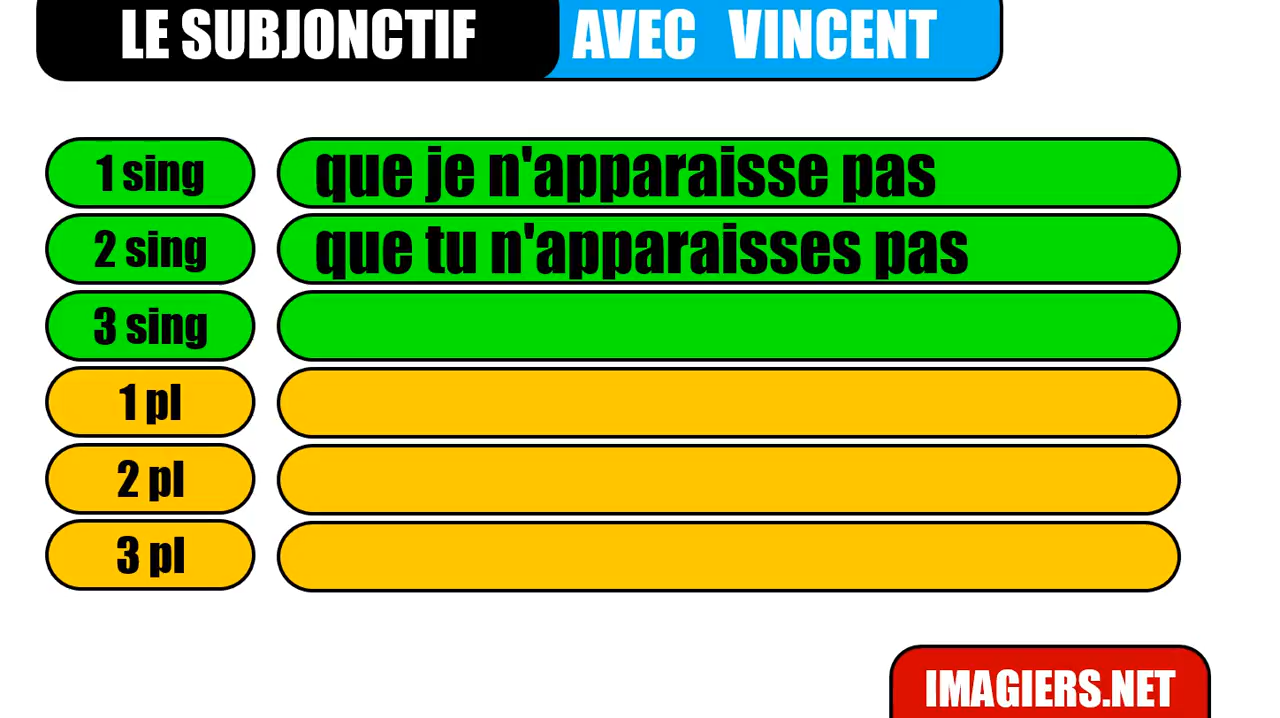 LE SUBJONCTIF AVEC VINCENT
1 sing que je n'apparaisse pas
2 sing que tu n'apparaisses pas
3 sing
1 pl
2 pl
3 pl
IMAGIERS.NET